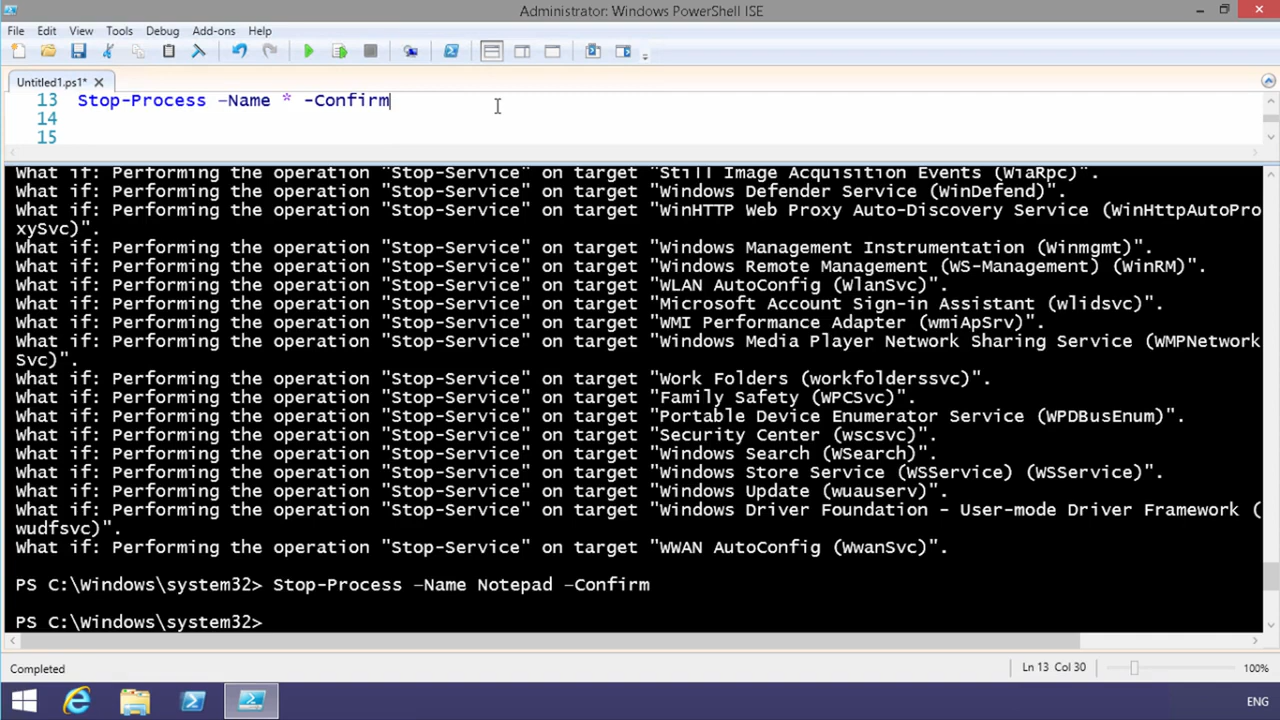 Administrator: Windows PowerShell ISE
File Edit View Tools Debug Add-ons Help
Untitled1.ps1*
13 Stop-Process –Name * -Confirm
14
15
What if: Performing the operation "Stop-Service" on target "Still Image Acquisition Events (WiaRpc)".
What if: Performing the operation "Stop-Service" on target "Windows Defender Service (WinDefend)".
What if: Performing the operation "Stop-Service" on target "WinHTTP Web Proxy Auto-Discovery Service (WinHttpAutoPro
xySvc)".
What if: Performing the operation "Stop-Service" on target "Windows Management Instrumentation (Winmgmt)".
What if: Performing the operation "Stop-Service" on target "Windows Remote Management (WS-Management) (WinRM)".
What if: Performing the operation "Stop-Service" on target "WLAN AutoConfig (WlanSvc)".
What if: Performing the operation "Stop-Service" on target "Microsoft Account Sign-in Assistant (wlidsvc)".
What if: Performing the operation "Stop-Service" on target "WMI Performance Adapter (wmiApSrv)".
What if: Performing the operation "Stop-Service" on target "Windows Media Player Network Sharing Service (WMPNetwork
Svc)".
What if: Performing the operation "Stop-Service" on target "Work Folders (workfolderssvc)".
What if: Performing the operation "Stop-Service" on target "Family Safety (WPCSvc)".
What if: Performing the operation "Stop-Service" on target "Portable Device Enumerator Service (WPDBusEnum)".
What if: Performing the operation "Stop-Service" on target "Security Center (wscsvc)".
What if: Performing the operation "Stop-Service" on target "Windows Search (WSearch)".
What if: Performing the operation "Stop-Service" on target "Windows Store Service (WSService) (WSService)".
What if: Performing the operation "Stop-Service" on target "Windows Update (wuauserv)".
What if: Performing the operation "Stop-Service" on target "Windows Driver Foundation - User-mode Driver Framework (
wudfsvc)".
What if: Performing the operation "Stop-Service" on target "WWAN AutoConfig (WwanSvc)".
PS C:\Windows\system32> Stop-Process –Name Notepad –Confirm
PS C:\Windows\system32>
Completed
Ln 13 Col 30
100%
ENG